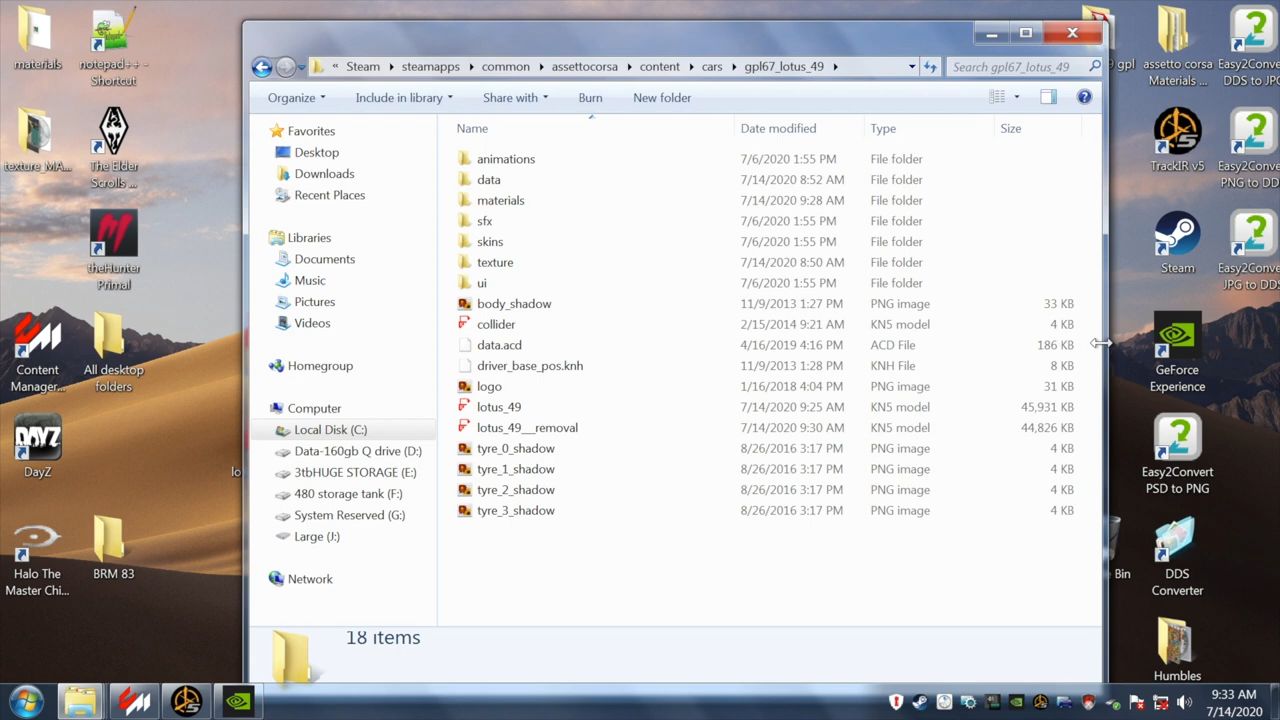 materials
notepad++ -
Shortcut
texture_MA...
The Elder
Scrolls ...
theHunter
Primal
Content
Manager...
All desktop
folders
DAYZ
DayZ
Halo The
Master Chi...
BRM 83
« Steam ▸ steamapps ▸ common ▸ assettocorsa ▸ content ▸ cars ▸ gpl67_lotus_49 ▸
Search gpl67_lotus_49
Organize
Include in library
Share with
Burn
New folder
Favorites
Desktop
Downloads
Recent Places
Libraries
Documents
Music
Pictures
Videos
Homegroup
Computer
Local Disk (C:)
Data-160gb Q drive (D:)
3tbHUGE STORAGE (E:)
480 storage tank (F:)
System Reserved (G:)
Large (J:)
Network
Name Date modified Type Size
animations 7/6/2020 1:55 PM File folder
data 7/14/2020 8:52 AM File folder
materials 7/14/2020 9:28 AM File folder
sfx 7/6/2020 1:55 PM File folder
skins 7/6/2020 1:55 PM File folder
texture 7/14/2020 8:50 AM File folder
ui 7/6/2020 1:55 PM File folder
body_shadow 11/9/2013 1:27 PM PNG image 33 KB
collider 2/15/2014 9:21 AM KN5 model 4 KB
data.acd 4/16/2019 4:16 PM ACD File 186 KB
driver_base_pos.knh 11/9/2013 1:28 PM KNH File 8 KB
logo 1/16/2018 4:04 PM PNG image 31 KB
lotus_49 7/14/2020 9:25 AM KN5 model 45,931 KB
lotus_49__removal 7/14/2020 9:30 AM KN5 model 44,826 KB
tyre_0_shadow 8/26/2016 3:17 PM PNG image 4 KB
tyre_1_shadow 8/26/2016 3:17 PM PNG image 4 KB
tyre_2_shadow 8/26/2016 3:17 PM PNG image 4 KB
tyre_3_shadow 8/26/2016 3:17 PM PNG image 4 KB
18 items
lo
gpl
assetto corsa
Materials ...
Easy2Conve
DDS to JPG
TrackIR v5
Easy2Conve
PNG to DD
Steam
Easy2Conve
JPG to DDS
GeForce
Experience
Easy2Convert
PSD to PNG
Bin
DDS
Converter
Humbles
9:33 AM
7/14/2020